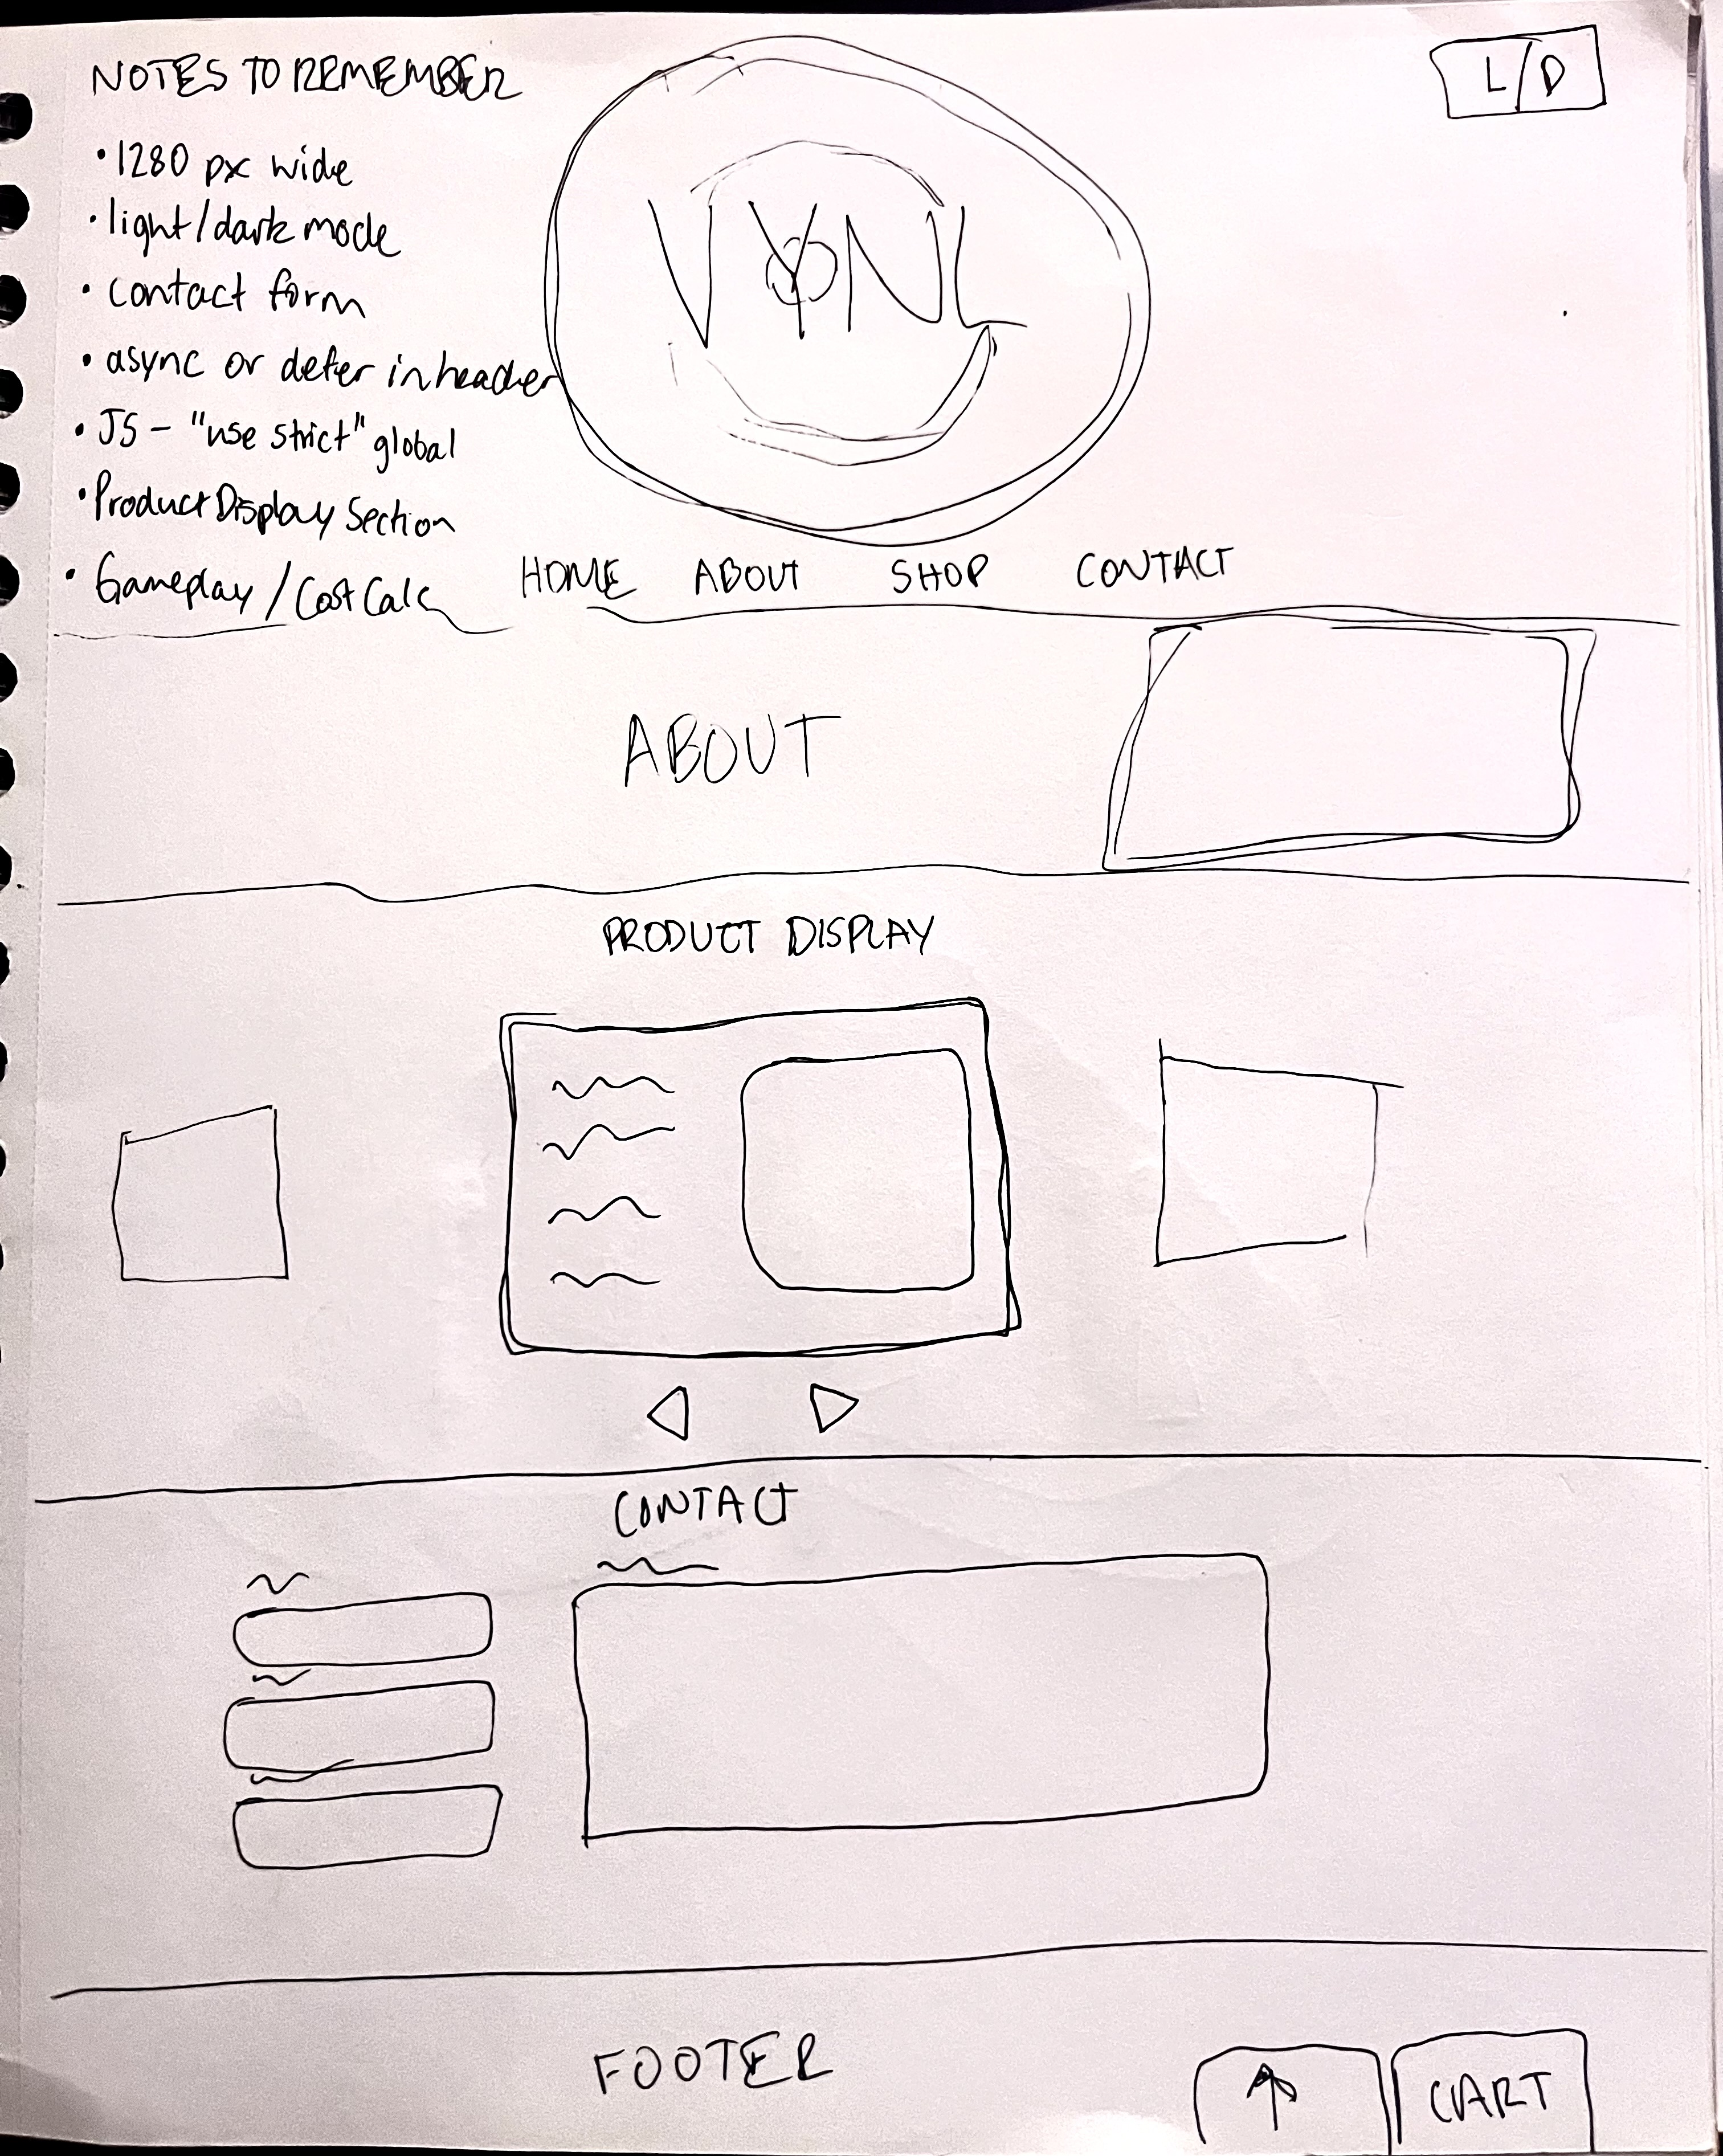 NOTES TO REMEMBER
L/D
• 1280 px wide
• light/dark mode
• contact form
• async or defer in header
• JS - "use strict" global
• Product Display Section
• Gameplay / Cost Calc
VYNL
HOME ABOUT SHOP CONTACT
ABOUT
PRODUCT DISPLAY
CONTACT
FOOTER
↑ CART